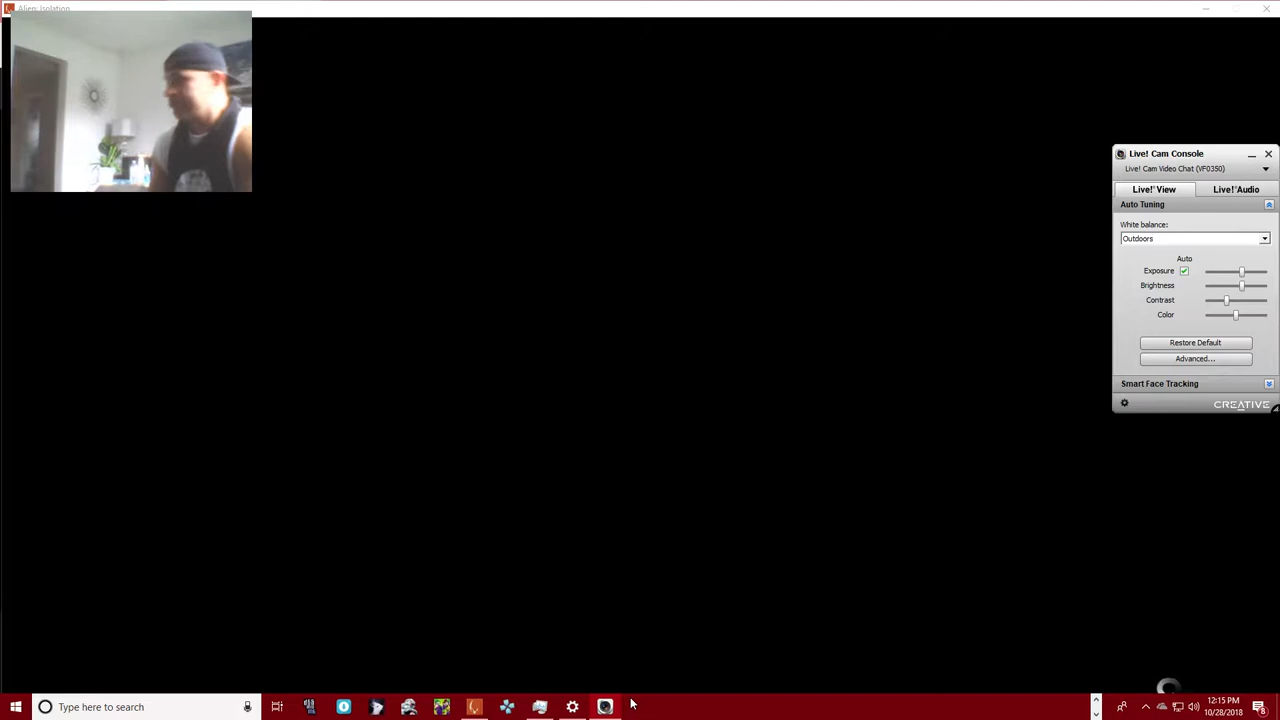 Alien: Isolation
Live! Cam Console
Live! Cam Video Chat (VF0350)
Live! View
Live! Audio
Auto Tuning
White balance:
Outdoors
Auto
Exposure
Brightness
Contrast
Color
Restore Default
Advanced...
Smart Face Tracking
CREATIVE
Type here to search
12:15 PM
10/28/2018
8